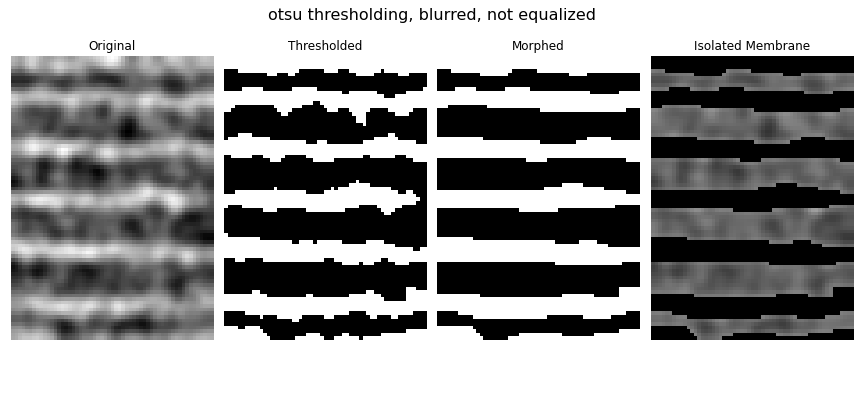 otsu thresholding, blurred, not equalized
Original
Thresholded
Morphed
Isolated Membrane